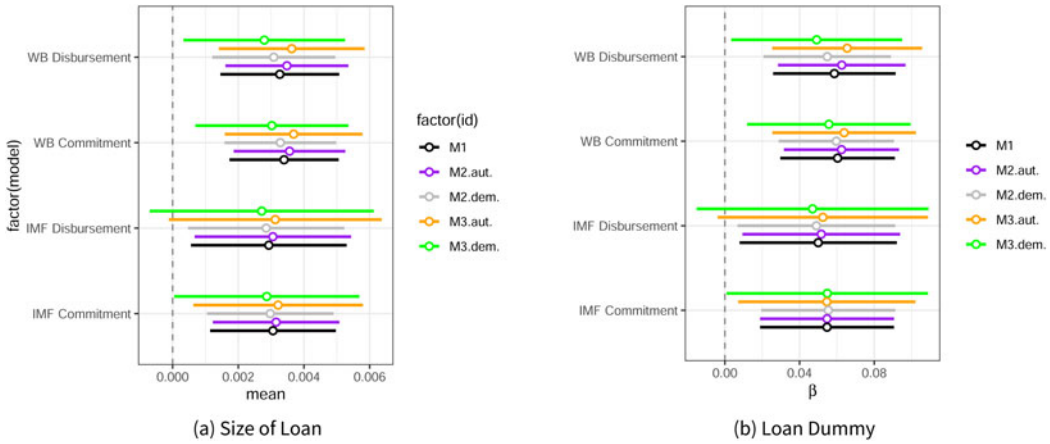 factor(model)
WB Disbursement
WB Commitment
IMF Disbursement
IMF Commitment
0.000 0.002 0.004 0.006
mean
factor(id)
M1
M2.aut.
M2.dem.
M3.aut.
M3.dem.
(a) Size of Loan
WB Disbursement
WB Commitment
IMF Disbursement
IMF Commitment
0.00 0.04 0.08
β
M1
M2.aut.
M2.dem.
M3.aut.
M3.dem.
(b) Loan Dummy